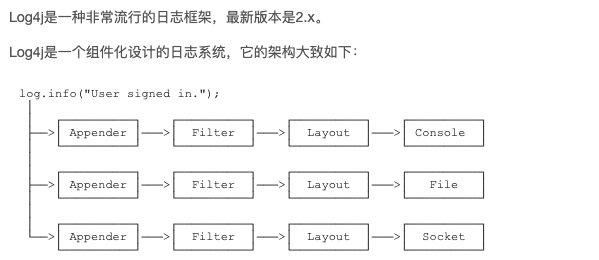 Log4j是一种非常流行的日志框架，最新版本是2.x。
Log4j是一个组件化设计的日志系统，它的架构大致如下：
log.info("User signed in.");
Appender Filter Layout Console
Appender Filter Layout File
Appender Filter Layout Socket